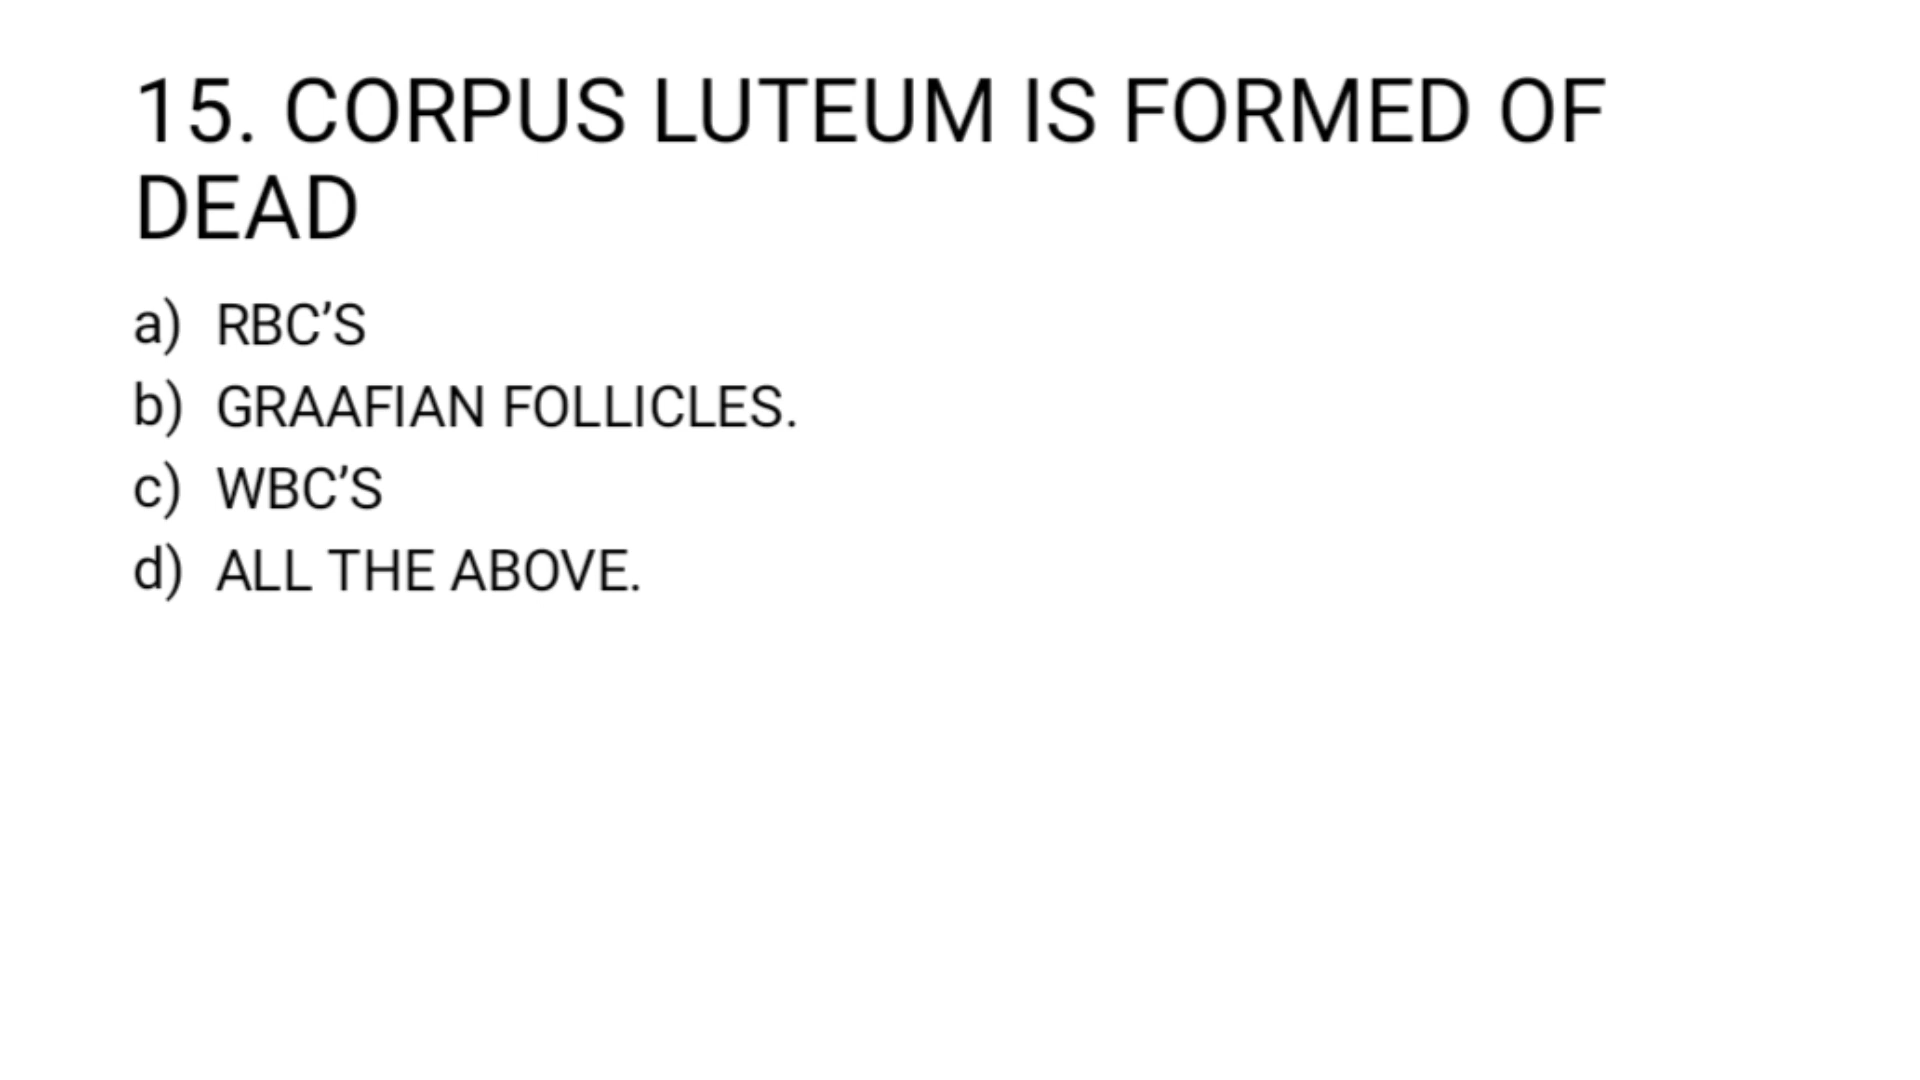 15. CORPUS LUTEUM IS FORMED OF
DEAD
a) RBC’S
b) GRAAFIAN FOLLICLES.
c) WBC’S
d) ALL THE ABOVE.